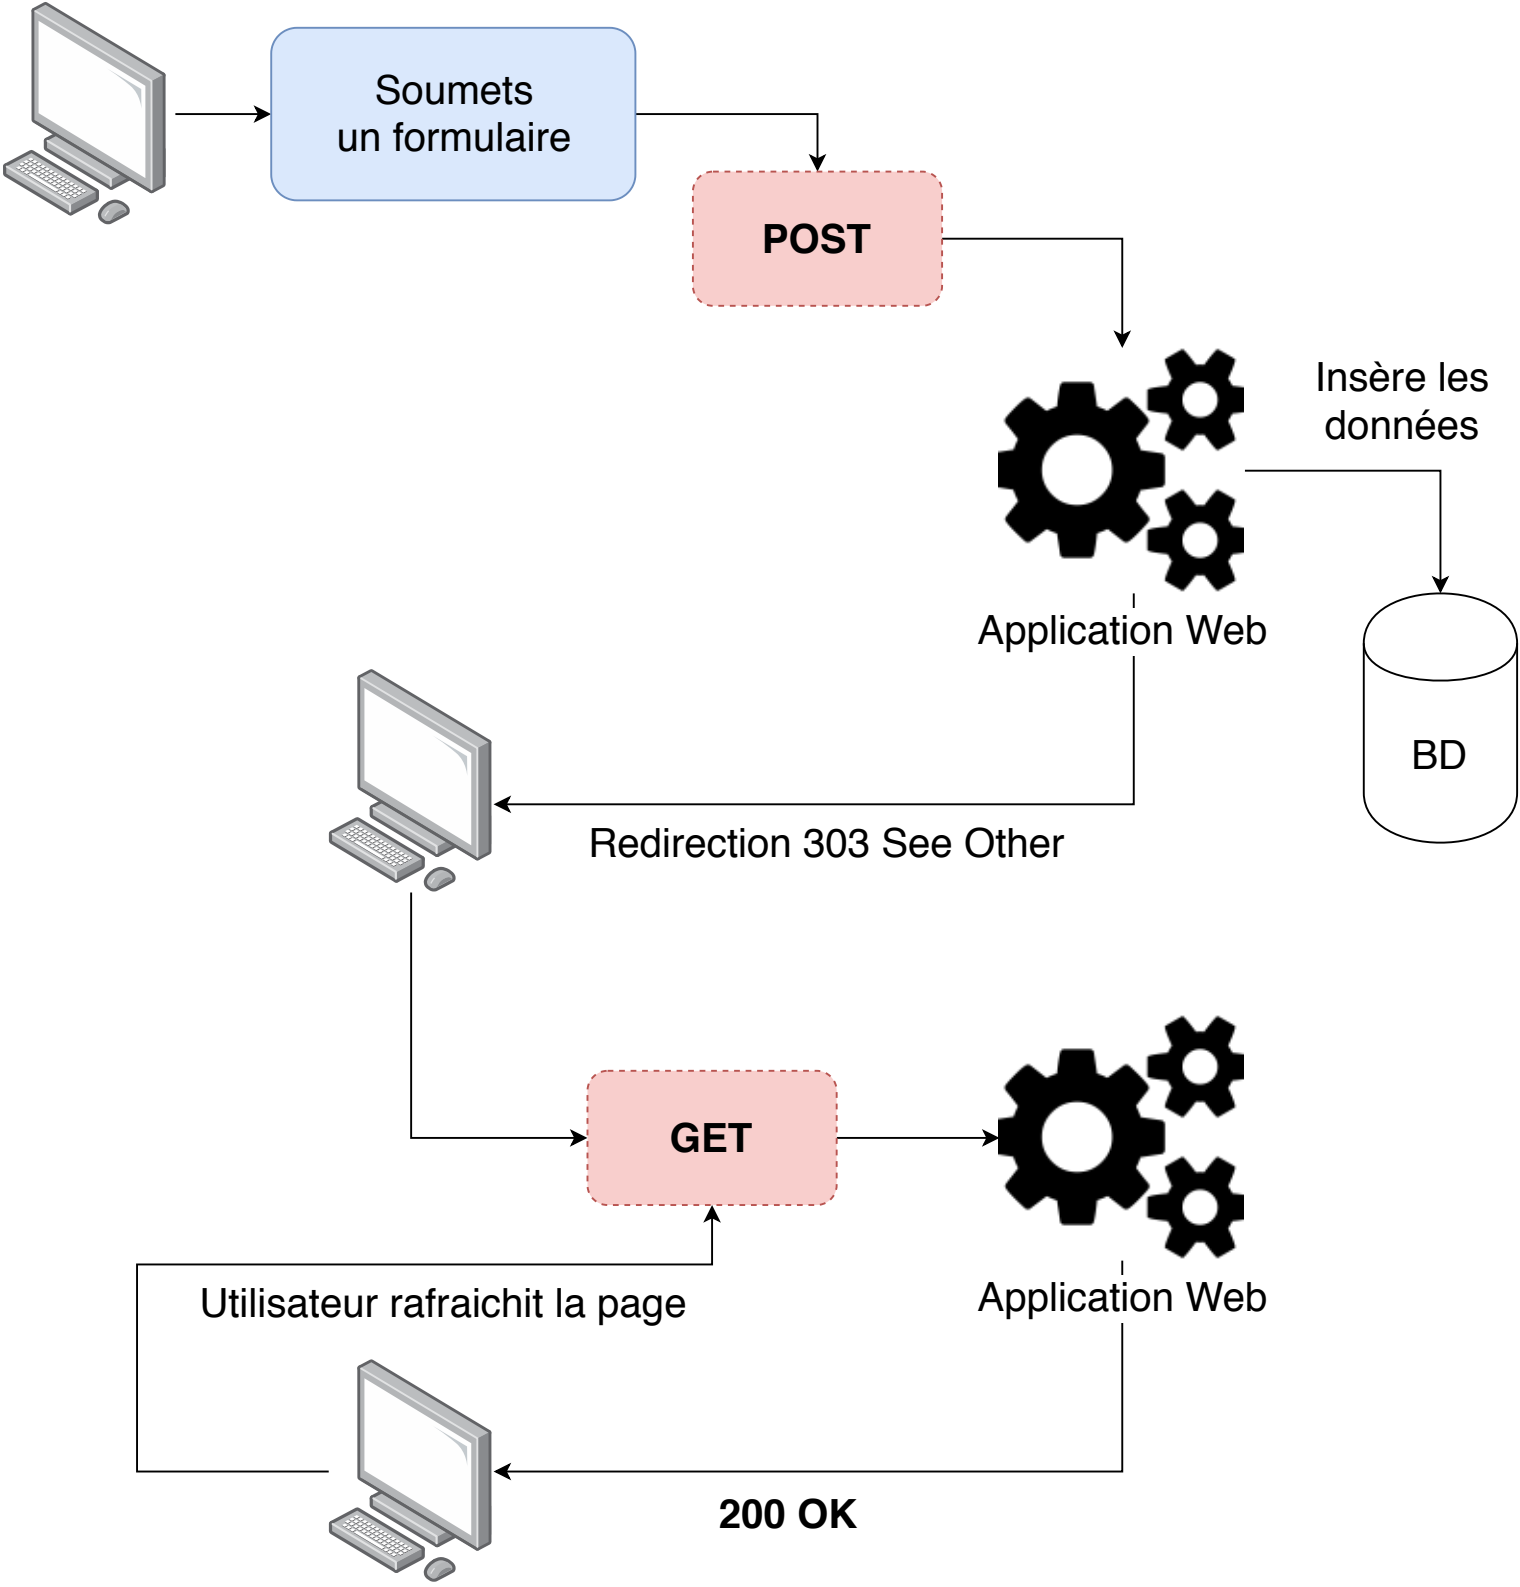 Soumets
un formulaire
POST
Insère les
données
Application Web
BD
Redirection 303 See Other
GET
Utilisateur rafraichit la page
Application Web
200 OK